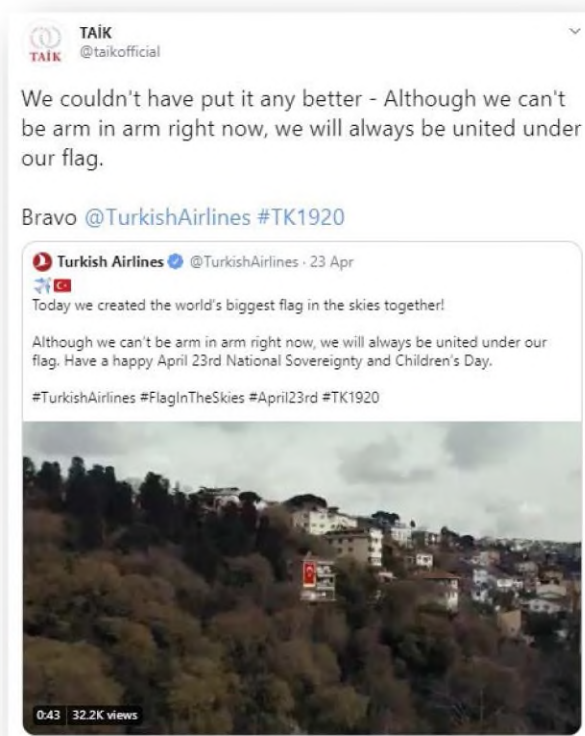 TAİK
@taikofficial
TAİK
We couldn't have put it any better - Although we can't
be arm in arm right now, we will always be united under
our flag.
Bravo @TurkishAirlines #TK1920
Turkish Airlines @TurkishAirlines · 23 Apr
Today we created the world's biggest flag in the skies together!
Although we can't be arm in arm right now, we will always be united under our
flag. Have a happy April 23rd National Sovereignty and Children's Day.
#TurkishAirlines #FlagInTheSkies #April23rd #TK1920
0:43 32.2K views